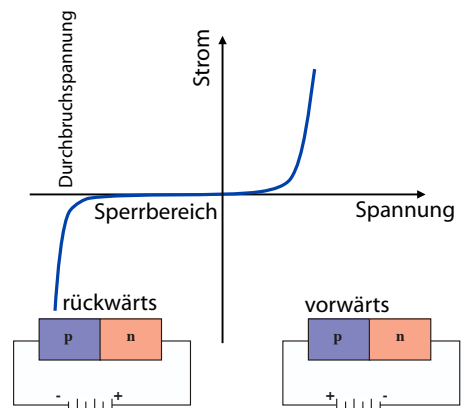 Durchbruchspannung
Strom
Sperrbereich
Spannung
rückwärts
vorwärts
p n
p n
- +
+ -